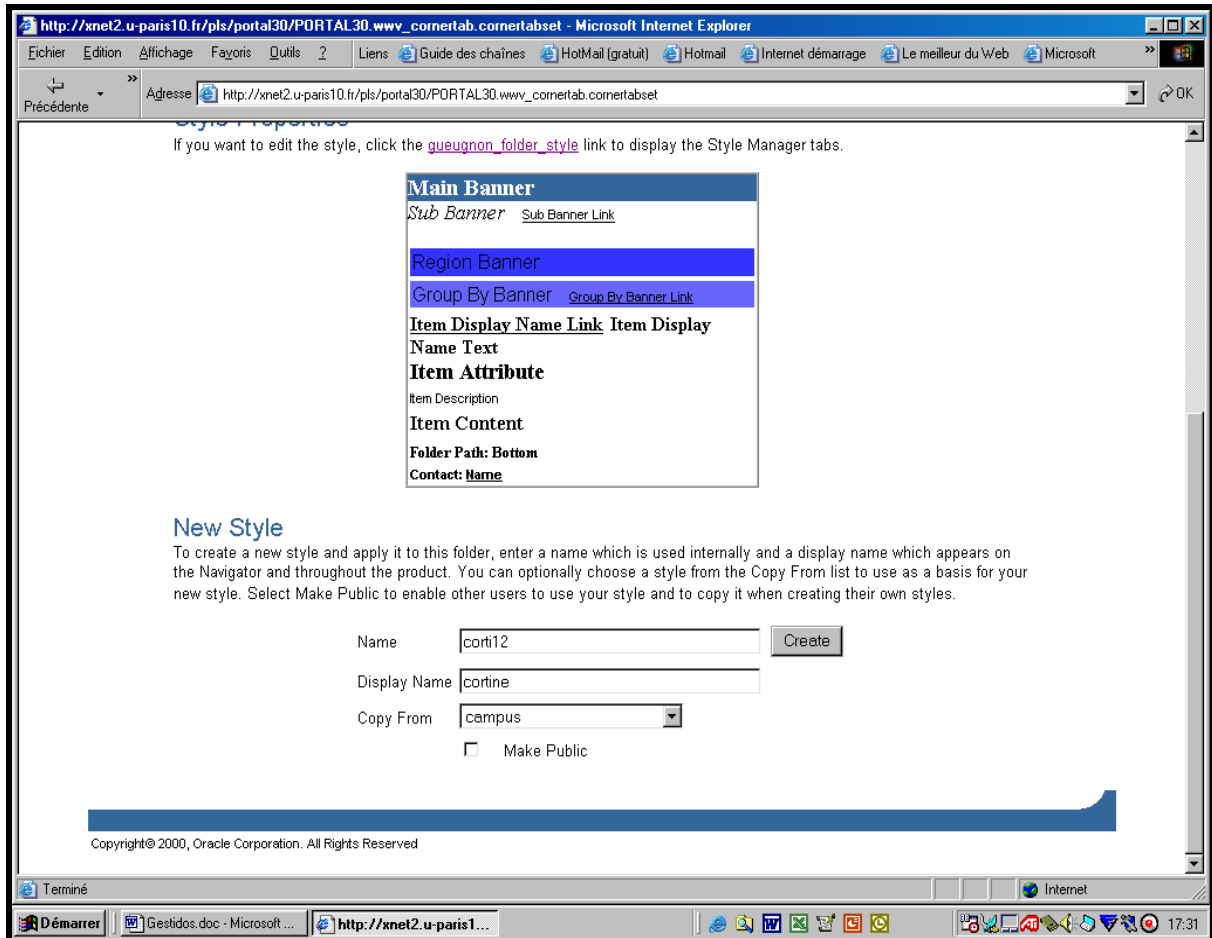 http://xnet2.u-paris10.fr/pls/portal30/PORTAL30.wwv_cornertab.cornertabset - Microsoft Internet Explorer
Fichier Edition Affichage Favoris Outils ? Liens Guide des chaînes HotMail (gratuit) Hotmail Internet démarrage Le meilleur du Web Microsoft »
Précédente » Adresse http://xnet2.u-paris10.fr/pls/portal30/PORTAL30.wwv_cornertab.cornertabset OK
Style Properties
If you want to edit the style, click the gueugnon_folder_style link to display the Style Manager tabs.
Main Banner
Sub Banner Sub Banner Link
Region Banner
Group By Banner Group By Banner Link
Item Display Name Link Item Display
Name Text
Item Attribute
Item Description
Item Content
Folder Path: Bottom
Contact: Name
New Style
To create a new style and apply it to this folder, enter a name which is used internally and a display name which appears on
the Navigator and throughout the product. You can optionally choose a style from the Copy From list to use as a basis for your
new style. Select Make Public to enable other users to use your style and to copy it when creating their own styles.
Name corti12 Create
Display Name cortine
Copy From campus
Make Public
Copyright© 2000, Oracle Corporation. All Rights Reserved
Terminé Internet
Démarrer Gestidos.doc - Microsoft ... http://xnet2.u-paris1... 17:31